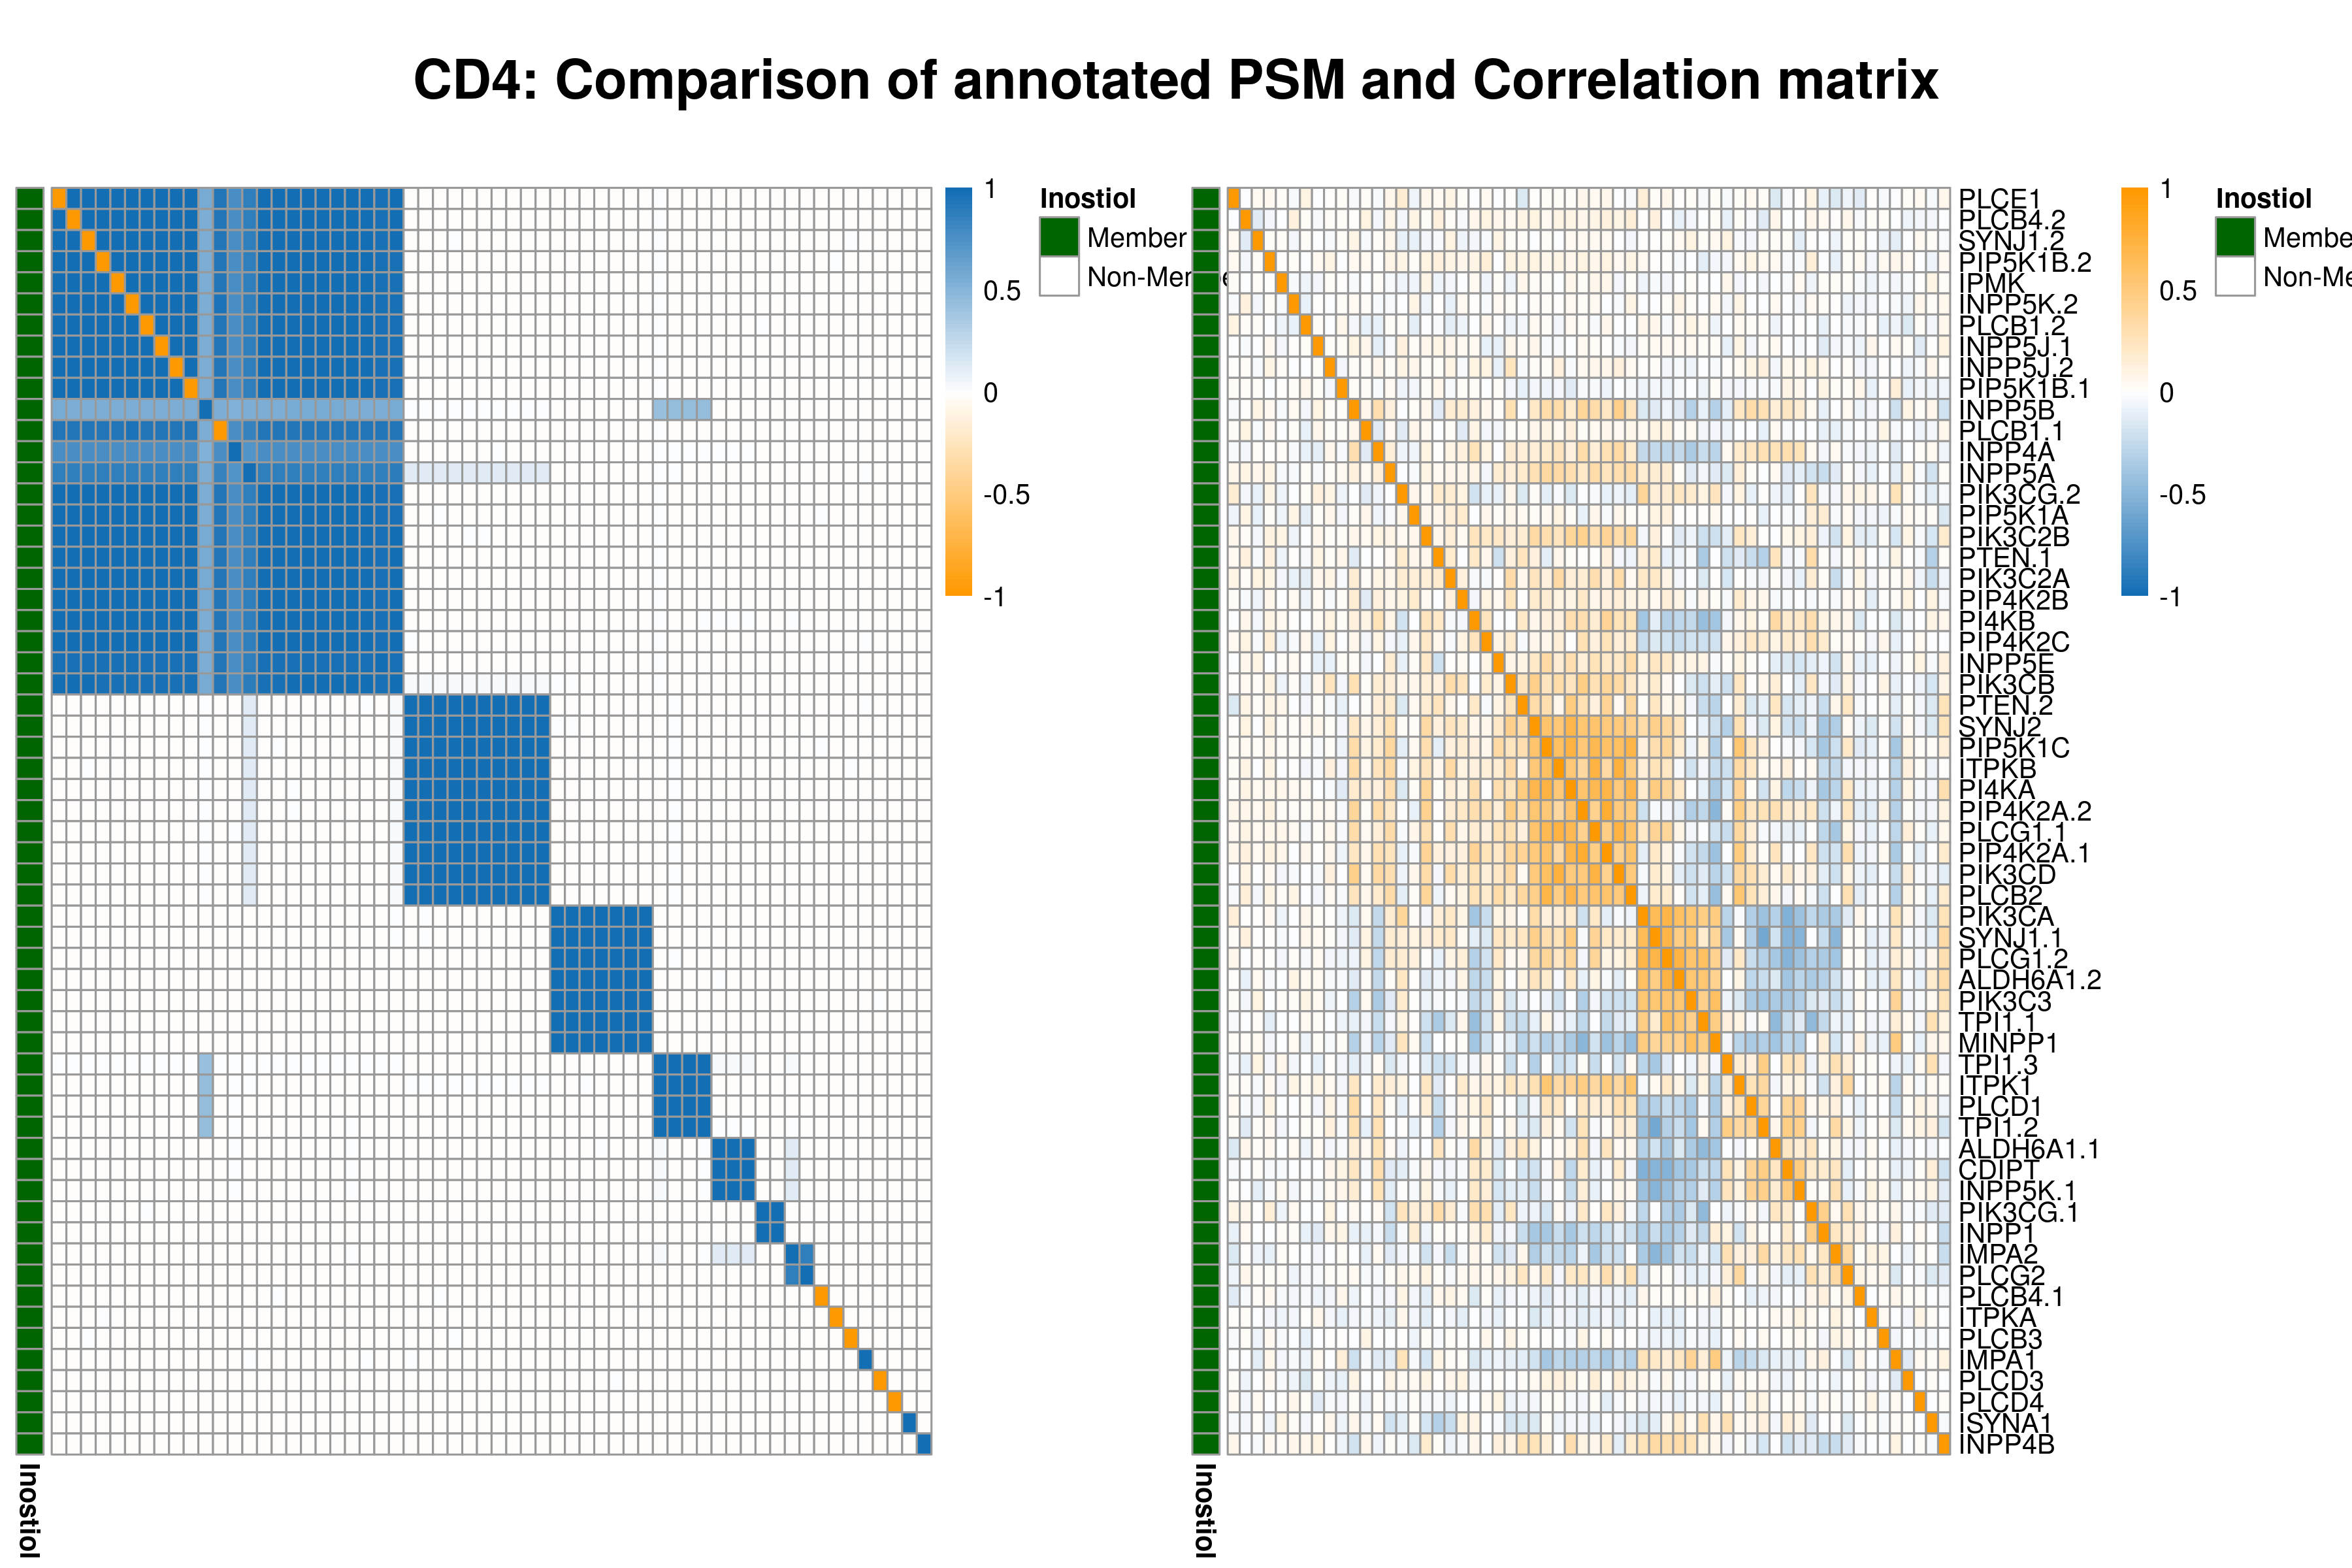 CD4: Comparison of annotated PSM and Correlation matrix
1
0.5
0
-0.5
-1
Inostiol
Member
Non-Membe
Inostiol
PLCE1
PLCB4.2
SYNJ1.2
PIP5K1B.2
IPMK
INPP5K.2
PLCB1.2
INPP5J.1
INPP5J.2
PIP5K1B.1
INPP5B
PLCB1.1
INPP4A
INPP5A
PIK3CG.2
PIP5K1A
PIK3C2B
PTEN.1
PIK3C2A
PIP4K2B
PI4KB
PIP4K2C
INPP5E
PIK3CB
PTEN.2
SYNJ2
PIP5K1C
ITPKB
PI4KA
PIP4K2A.2
PLCG1.1
PIP4K2A.1
PIK3CD
PLCB2
PIK3CA
SYNJ1.1
PLCG1.2
ALDH6A1.2
PIK3C3
TPI1.1
MINPP1
TPI1.3
ITPK1
PLCD1
TPI1.2
ALDH6A1.1
CDIPT
INPP5K.1
PIK3CG.1
INPP1
IMPA2
PLCG2
PLCB4.1
ITPKA
PLCB3
IMPA1
PLCD3
PLCD4
ISYNA1
INPP4B
1
0.5
0
-0.5
-1
Inostiol
Membe
Non-Me
Inostiol